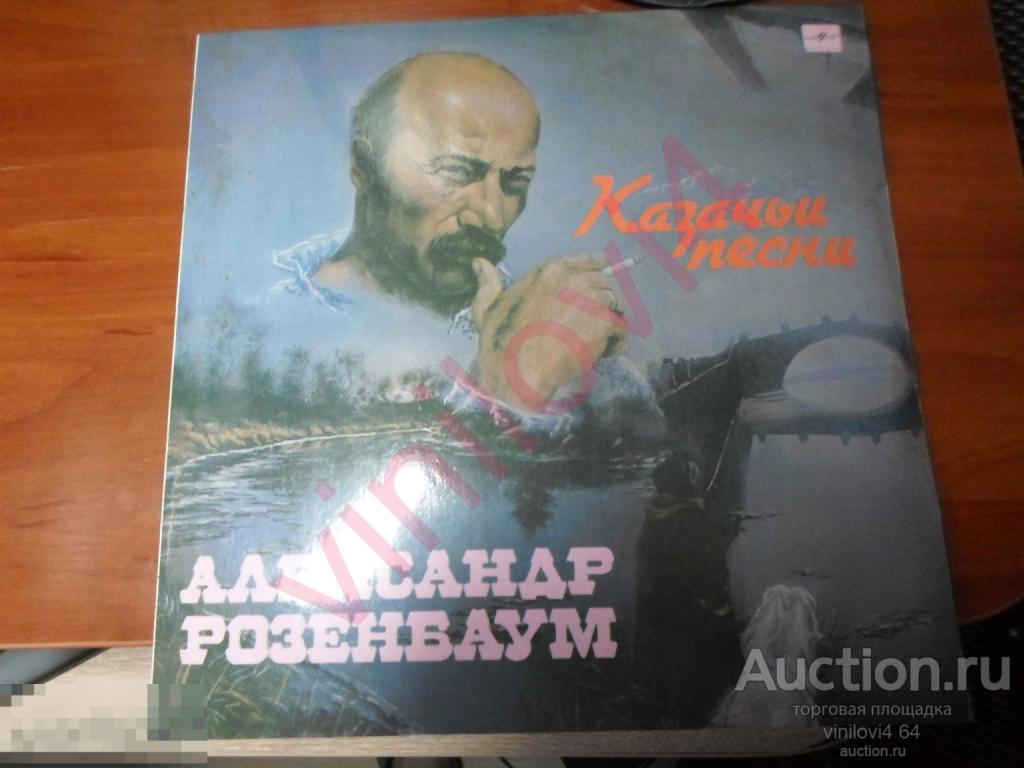 Казачьи
песни
vinilovi4
АЛЕКСАНДР
РОЗЕНБАУМ
Auction.ru
торговая площадка
vinilovi4 64
auction.ru